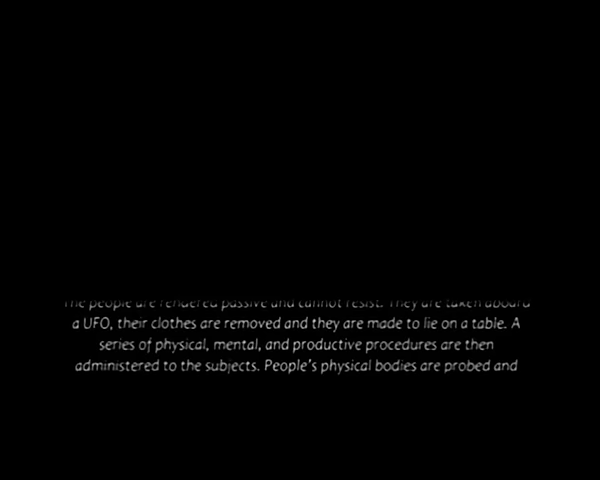 The people are rendered passive and cannot resist. They are taken aboard
a UFO, their clothes are removed and they are made to lie on a table. A
series of physical, mental, and productive procedures are then
administered to the subjects. People's physical bodies are probed and